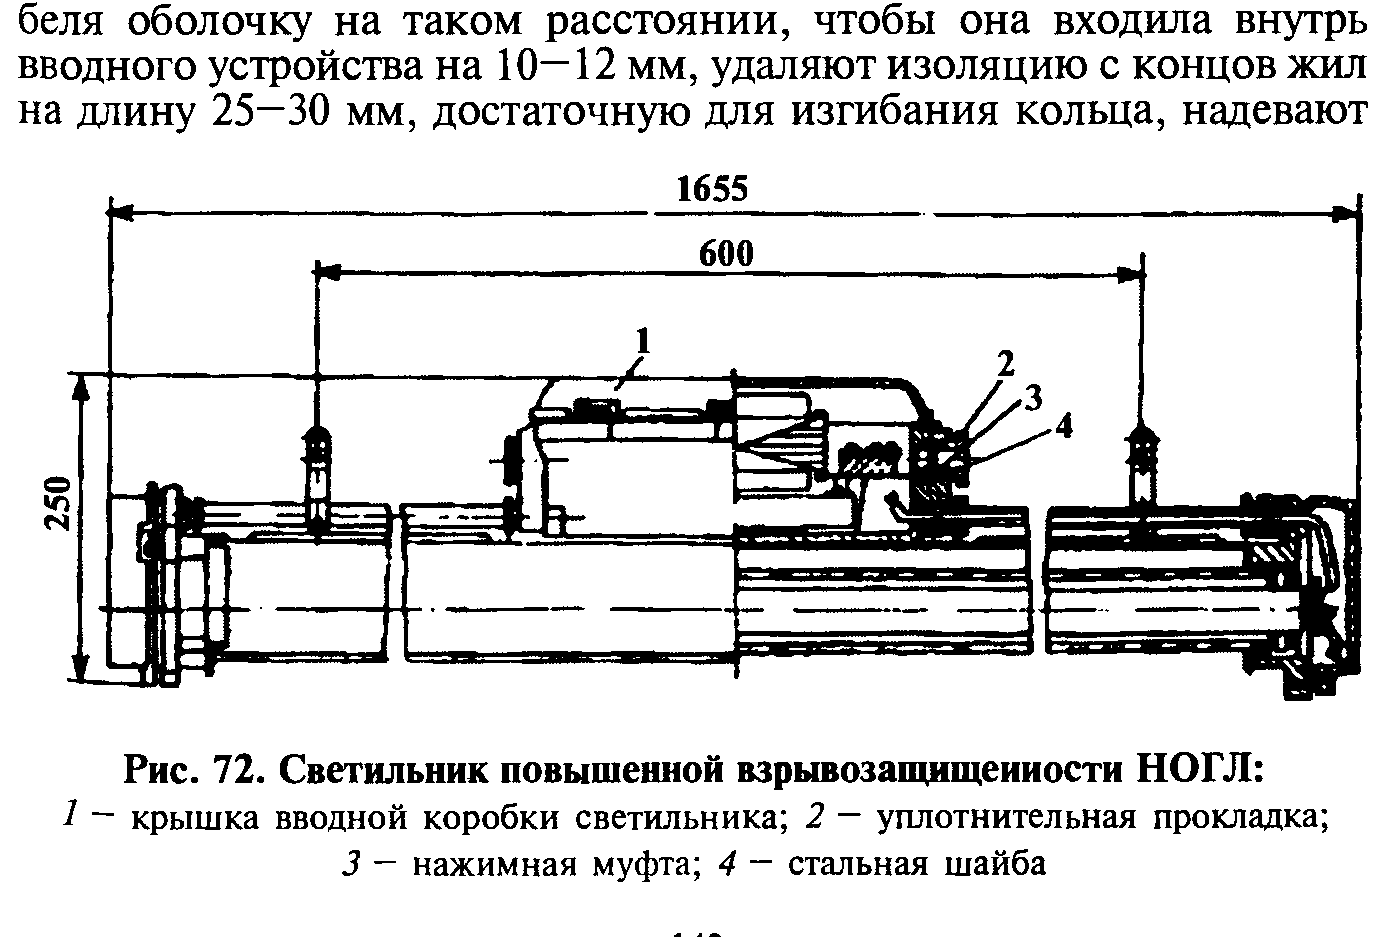 беля оболочку на таком расстоянии, чтобы она входила внутрь
вводного устройства на 10—12 мм, удаляют изоляцию с концов жил
на длину 25—30 мм, достаточную для изгибания кольца, надевают
1655
600
1
2
3
4
250
Рис. 72. Светильник повышенной взрывозащищеииости НОГЛ:
1 — крышка вводной коробки светильника; 2 — уплотнительная прокладка;
3 — нажимная муфта; 4 — стальная шайба